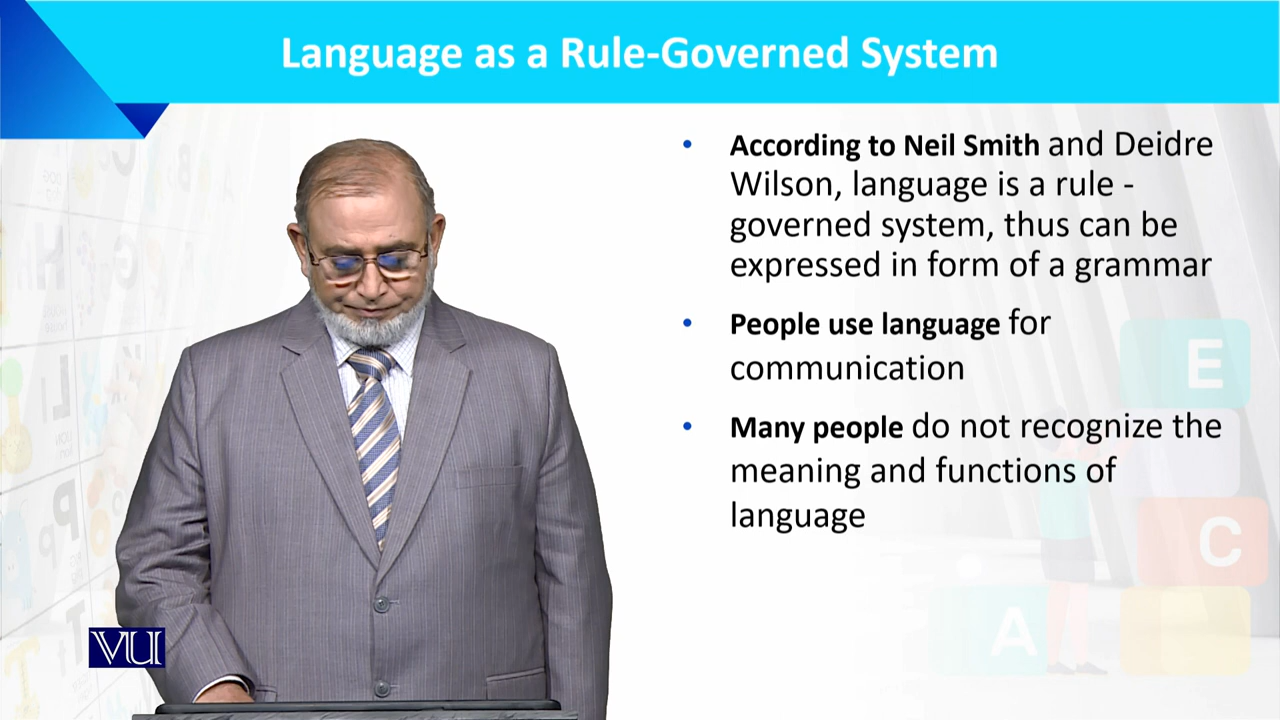 Language as a Rule-Governed System
• According to Neil Smith and Deidre
Wilson, language is a rule -
governed system, thus can be
expressed in form of a grammar
• People use language for
communication
• Many people do not recognize the
meaning and functions of
language
VU
E
C
A